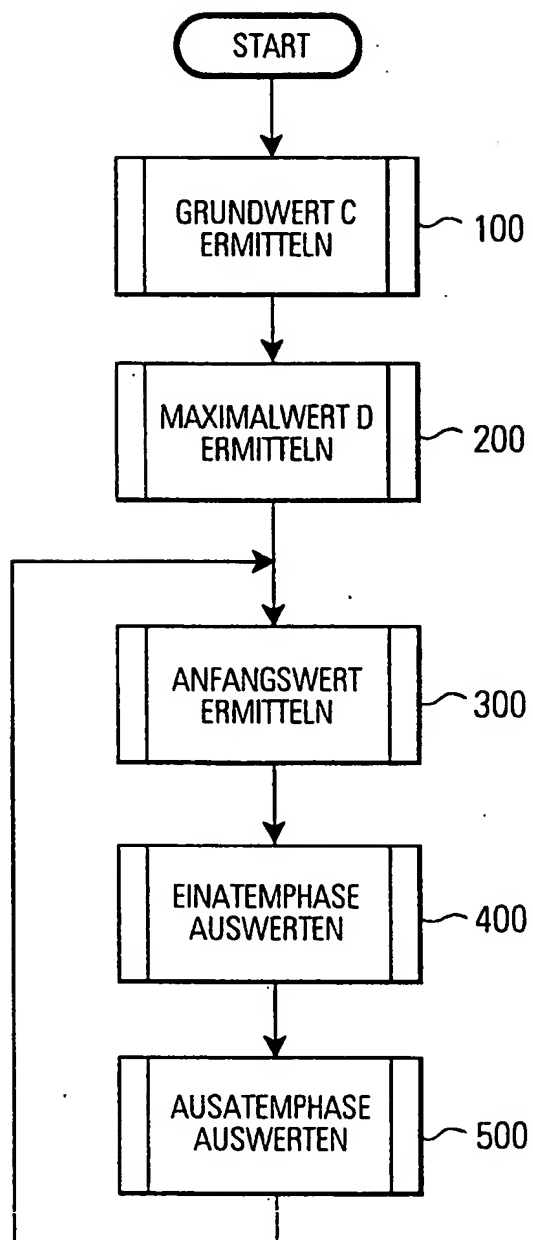 START
GRUNDWERT C
ERMITTELN
100
MAXIMALWERT D
ERMITTELN
200
ANFANGSWERT
ERMITTELN
300
EINATEMPHASE
AUSWERTEN
400
AUSATEMPHASE
AUSWERTEN
500